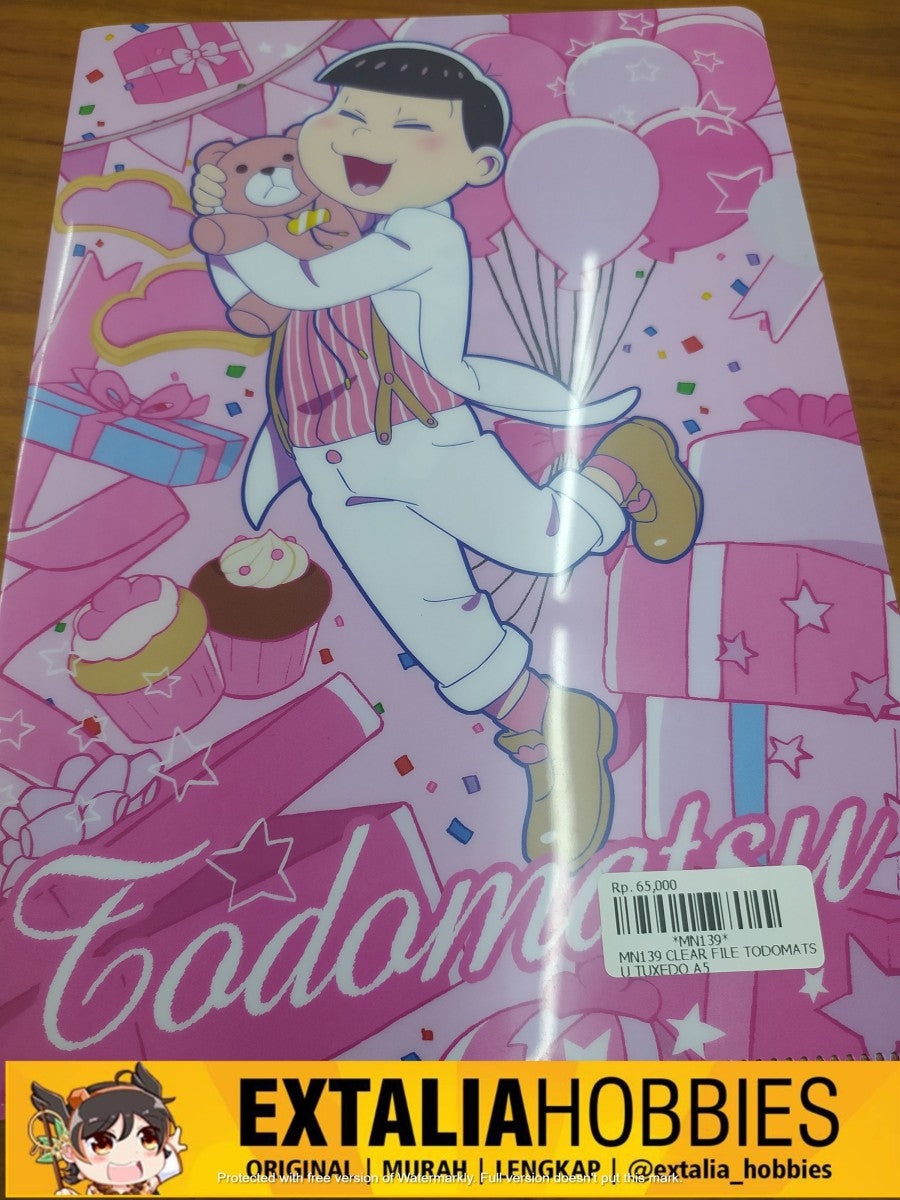 Todomatsu
Rp. 65,000
*MN139*
MN139 CLEAR FILE TODOMATS
U TUXEDO A5
EXTALIAHOBBIES
ORIGINAL | MURAH | LENGKAP | @extalia_hobbies
Protected with free version of Watermarkly. Full version doesn't put this mark.